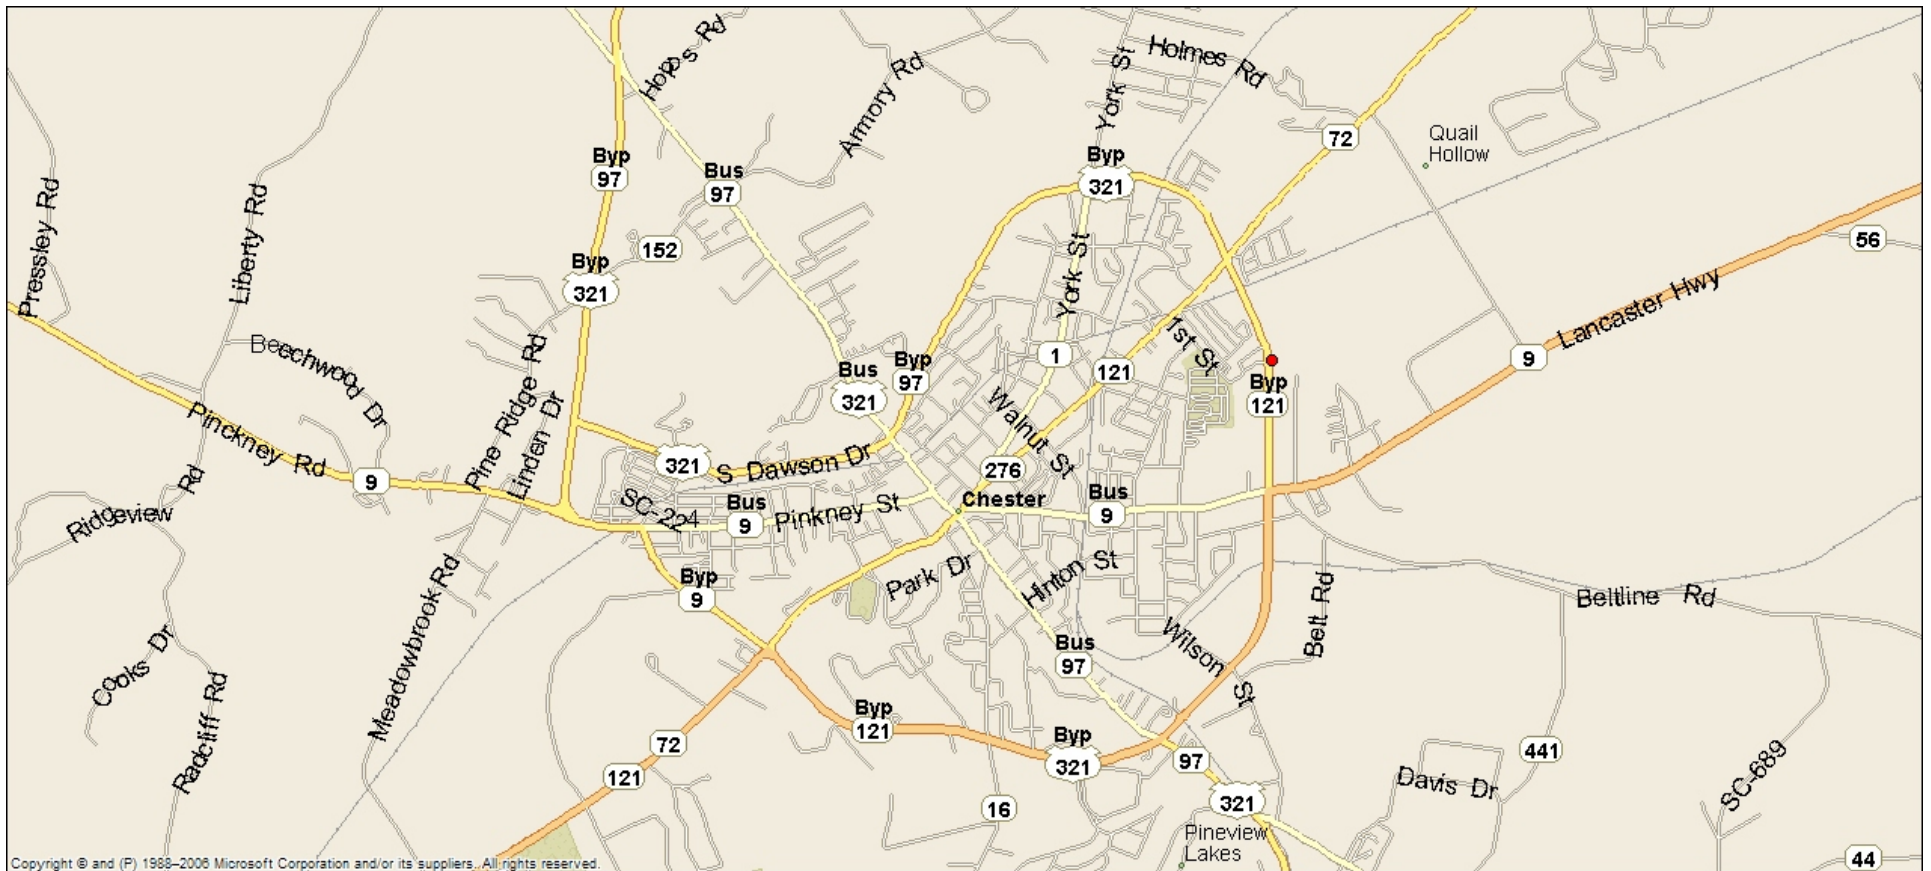 Hopps Rd
York St
Holmes Rd
Armory Rd
72
Quail
Hollow
Byp
97
Bus
97
Byp
321
Pressley Rd
Liberty Rd
152
Byp
321
York St
56
Lancaster Hwy
9
Beechwood Dr
Pine Ridge Rd
Linden Dr
Bus
321
Byp
97
1
121
1st St
Byp
121
Pinckney Rd
9
321
S Dawson Dr
Walnut St
276
Chester
Ridgeview Rd
SC-224
Bus
9
Pinkney St
Bus
9
Meadowbrook Rd
Byp
9
Park Dr
Hinton St
Belt Rd
Beltline Rd
Cooks Dr
Radcliff Rd
Bus
97
Wilson St
72
121
Byp
121
Byp
321
97
321
16
441
Davis Dr
SC-689
Pineview
Lakes
44
Copyright © and (P) 1988–2006 Microsoft Corporation and/or its suppliers. All rights reserved.